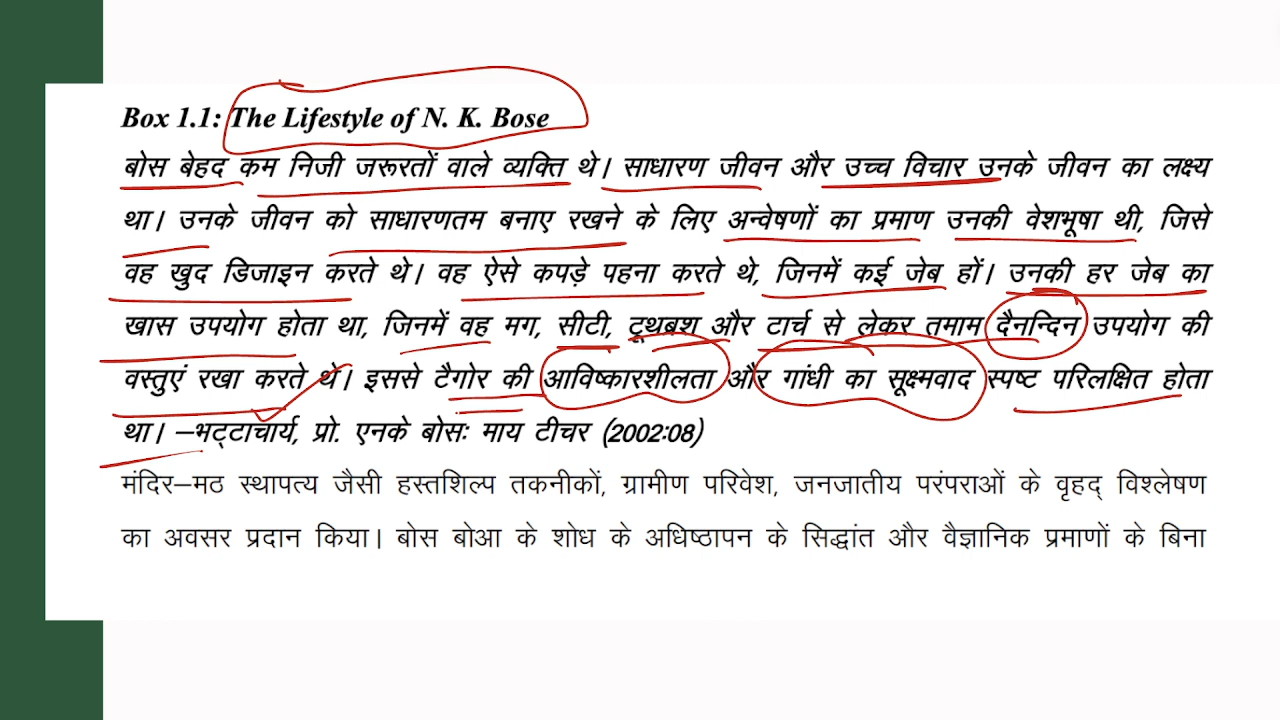 Box 1.1: The Lifestyle of N. K. Bose
बोस बेहद कम निजी जरूरतों वाले व्यक्ति थे। साधारण जीवन और उच्च विचार उनके जीवन का लक्ष्य
था। उनके जीवन को साधारणतम बनाए रखने के लिए अन्वेषणों का प्रमाण उनकी वेशभूषा थी, जिसे
वह खुद डिजाइन करते थे। वह ऐसे कपड़े पहना करते थे, जिनमें कई जेब हों। उनकी हर जेब का
खास उपयोग होता था, जिनमें वह मग, सीटी, टूथब्रश और टार्च से लेकर तमाम दैनन्दिन उपयोग की
वस्तुएं रखा करते थे। इससे टैगोर की आविष्कारशीलता और गांधी का सूक्ष्मवाद स्पष्ट परिलक्षित होता
था। –भट्टाचार्य, प्रो. एनके बोसः माय टीचर (2002:08)
मंदिर–मठ स्थापत्य जैसी हस्तशिल्प तकनीकों, ग्रामीण परिवेश, जनजातीय परंपराओं के वृहद् विश्लेषण
का अवसर प्रदान किया। बोस बोआ के शोध के अधिष्ठापन के सिद्धांत और वैज्ञानिक प्रमाणों के बिना